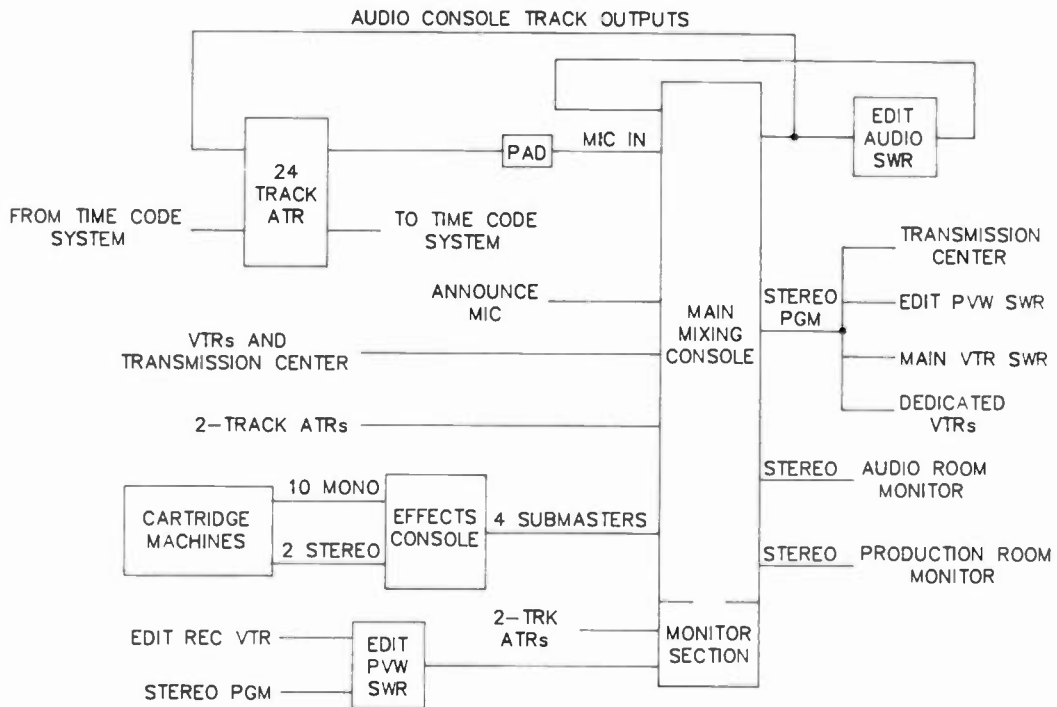 AUDIO CONSOLE TRACK OUTPUTS
EDIT
AUDIO
SWR
PAD
MIC IN
24
TRACK
ATR
FROM TIME CODE
SYSTEM
TO TIME CODE
SYSTEM
TRANSMISSION
CENTER
ANNOUNCE
MIC
STEREO
PGM
EDIT PVW SWR
MAIN
MIXING
CONSOLE
VTRs AND
TRANSMISSION CENTER
MAIN VTR SWR
DEDICATED
VTRs
2-TRACK ATRs
STEREO
AUDIO ROOM
MONITOR
10 MONO
CARTRIDGE
MACHINES
EFFECTS
CONSOLE
4 SUBMASTERS
2 STEREO
STEREO
PRODUCTION ROOM
MONITOR
2-TRK
ATRs
MONITOR
SECTION
EDIT REC VTR
EDIT
PVW
SWR
STEREO PGM